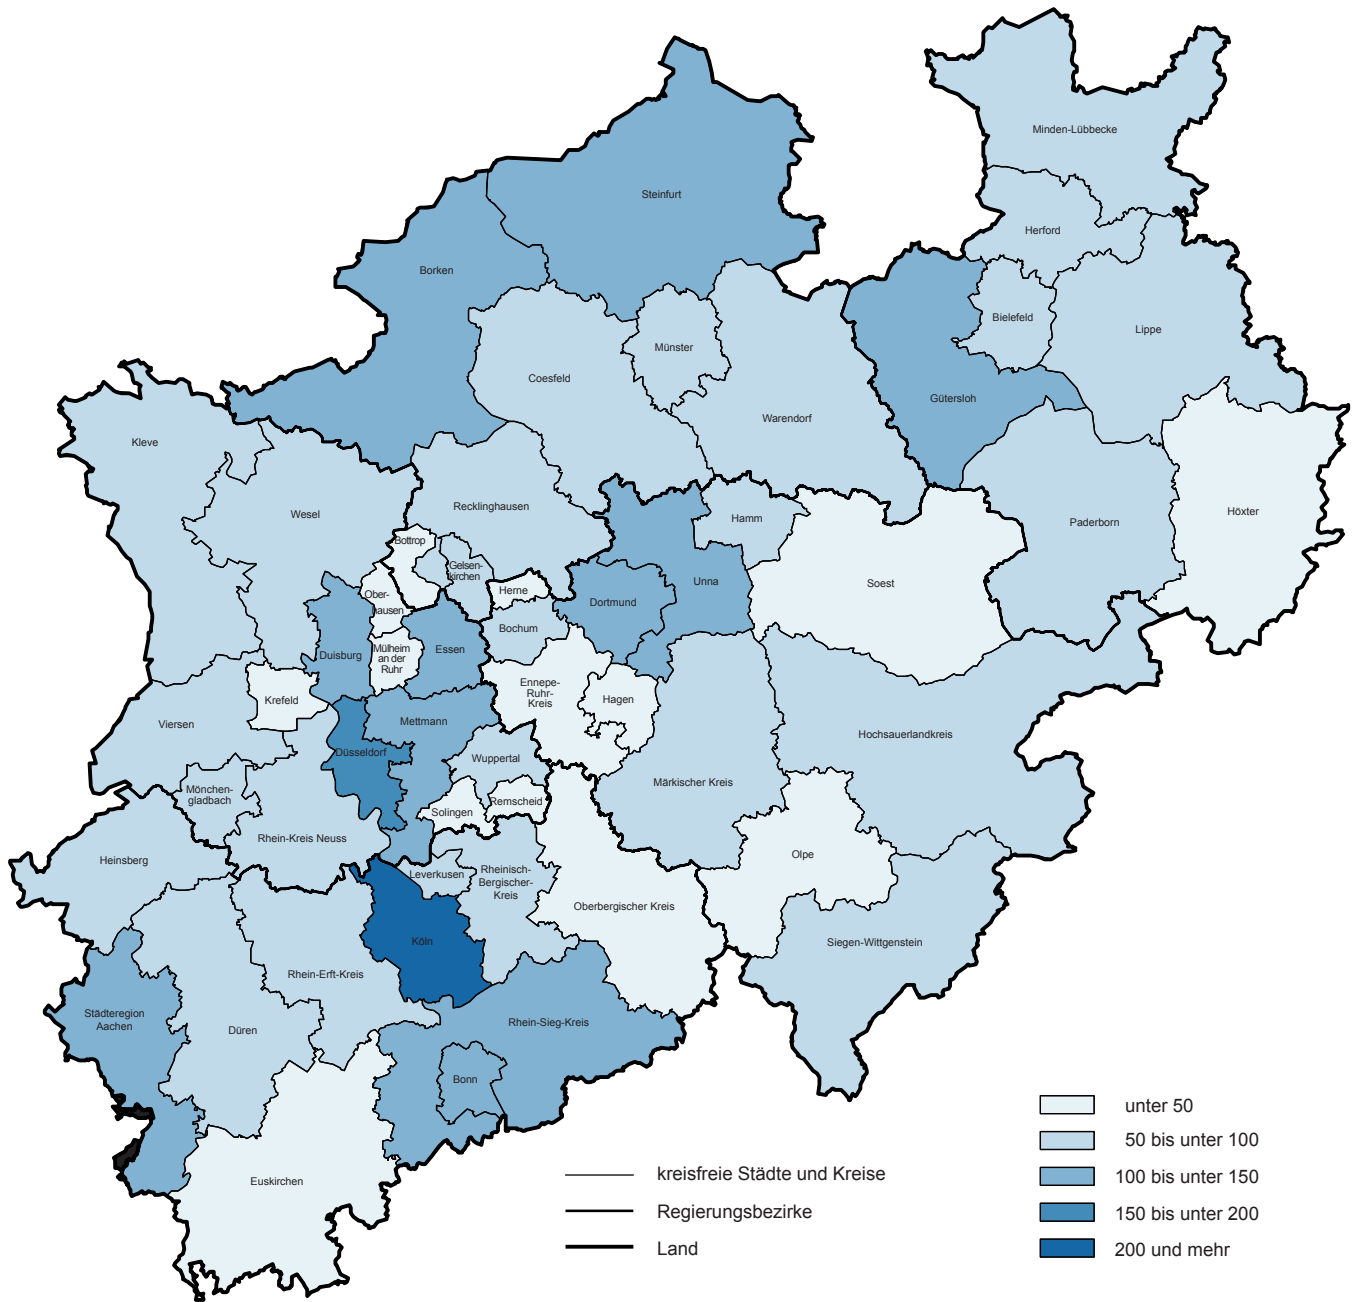 Minden-Lübbecke
Steinfurt
Herford
Borken
Bielefeld
Lippe
Münster
Coesfeld
Gütersloh
Warendorf
Kleve
Recklinghausen
Wesel
Höxter
Hamm
Paderborn
Bottrop
Gelsen-
kirchen
Unna
Soest
Herne
Ober-
hausen
Dortmund
Bochum
Mülheim
an der
Ruhr
Essen
Duisburg
Ennepe-
Ruhr-
Kreis
Hagen
Krefeld
Viersen
Mettmann
Hochsauerlandkreis
Düsseldorf
Wuppertal
Märkischer Kreis
Mönchen-
gladbach
Remscheid
Solingen
Rhein-Kreis Neuss
Olpe
Heinsberg
Leverkusen
Rheinisch-
Bergischer-
Kreis
Oberbergischer Kreis
Köln
Siegen-Wittgenstein
Rhein-Erft-Kreis
Städteregion
Aachen
Düren
Rhein-Sieg-Kreis
Bonn
Euskirchen
kreisfreie Städte und Kreise
Regierungsbezirke
Land
unter 50
50 bis unter 100
100 bis unter 150
150 bis unter 200
200 und mehr